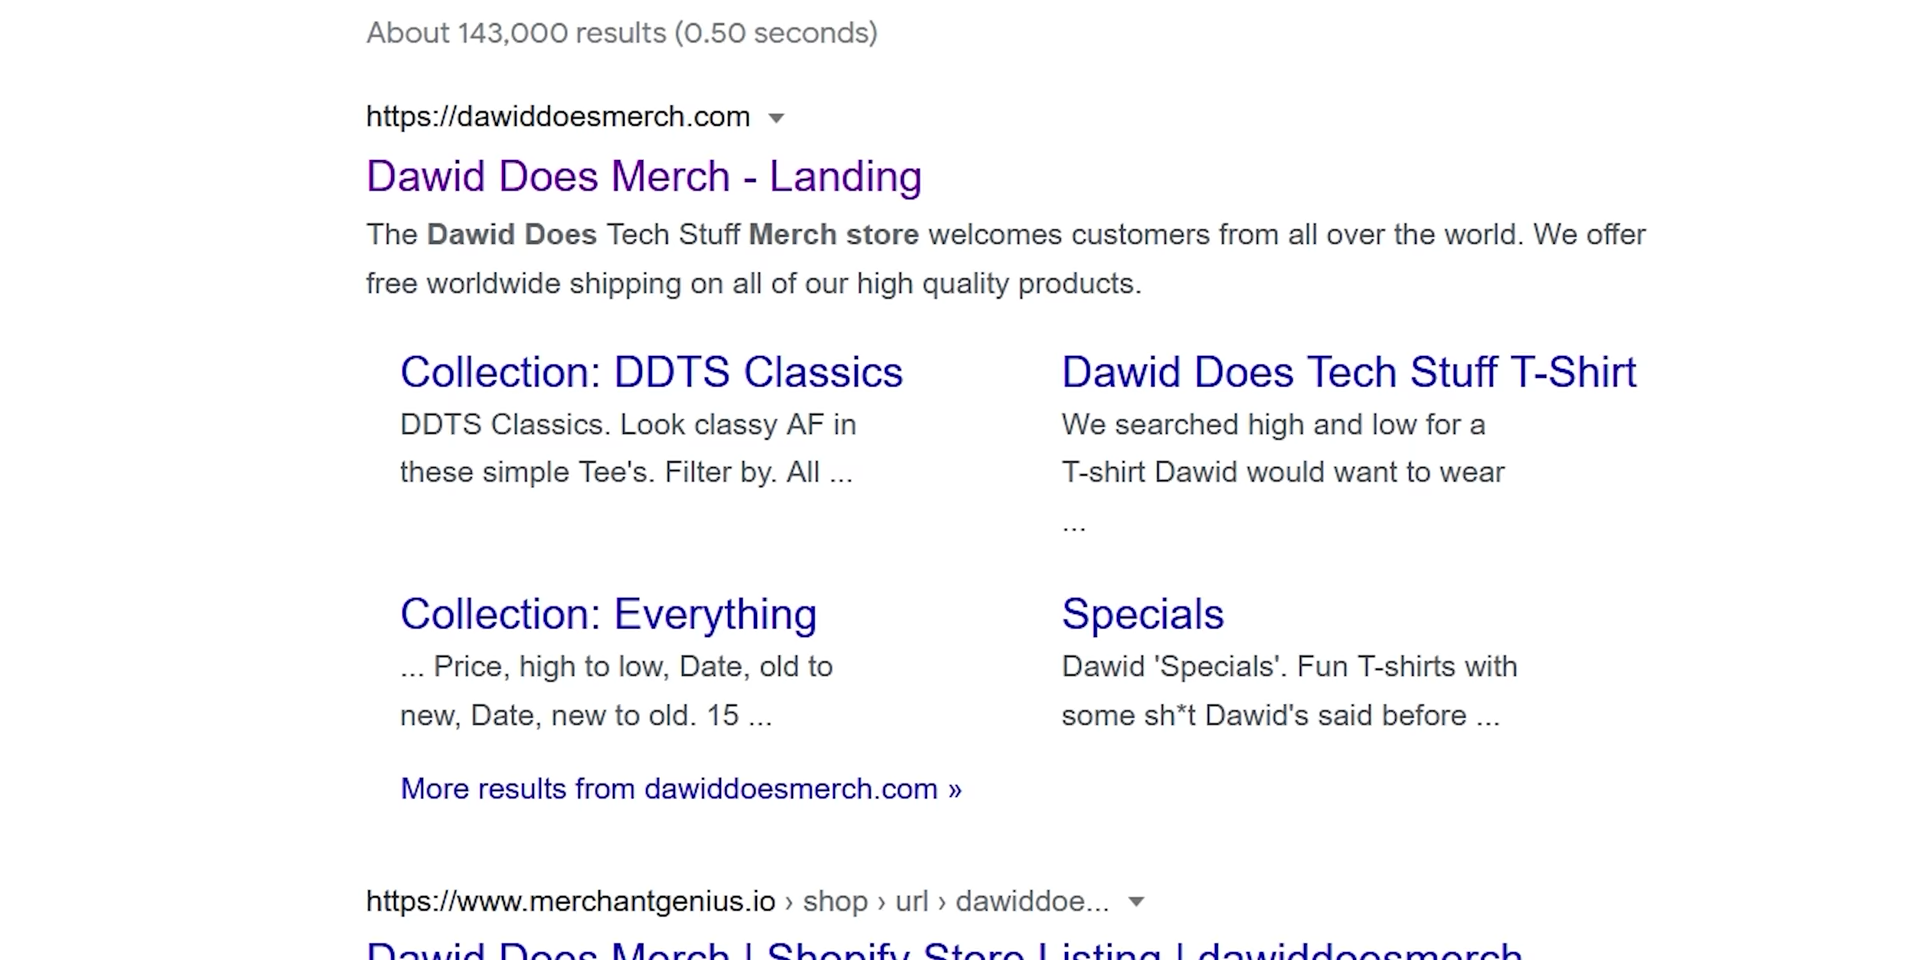 About 143,000 results (0.50 seconds)
https://dawiddoesmerch.com
Dawid Does Merch - Landing
The Dawid Does Tech Stuff Merch store welcomes customers from all over the world. We offer
free worldwide shipping on all of our high quality products.
Collection: DDTS Classics
DDTS Classics. Look classy AF in
these simple Tee's. Filter by. All ...
Dawid Does Tech Stuff T-Shirt
We searched high and low for a
T-shirt Dawid would want to wear
...
Collection: Everything
... Price, high to low, Date, old to
new, Date, new to old. 15 ...
Specials
Dawid 'Specials'. Fun T-shirts with
some sh*t Dawid's said before ...
More results from dawiddoesmerch.com »
https://www.merchantgenius.io › shop › url › dawiddoe...
Dawid Does Merch | Shopify Store Listing | dawiddoesmerch